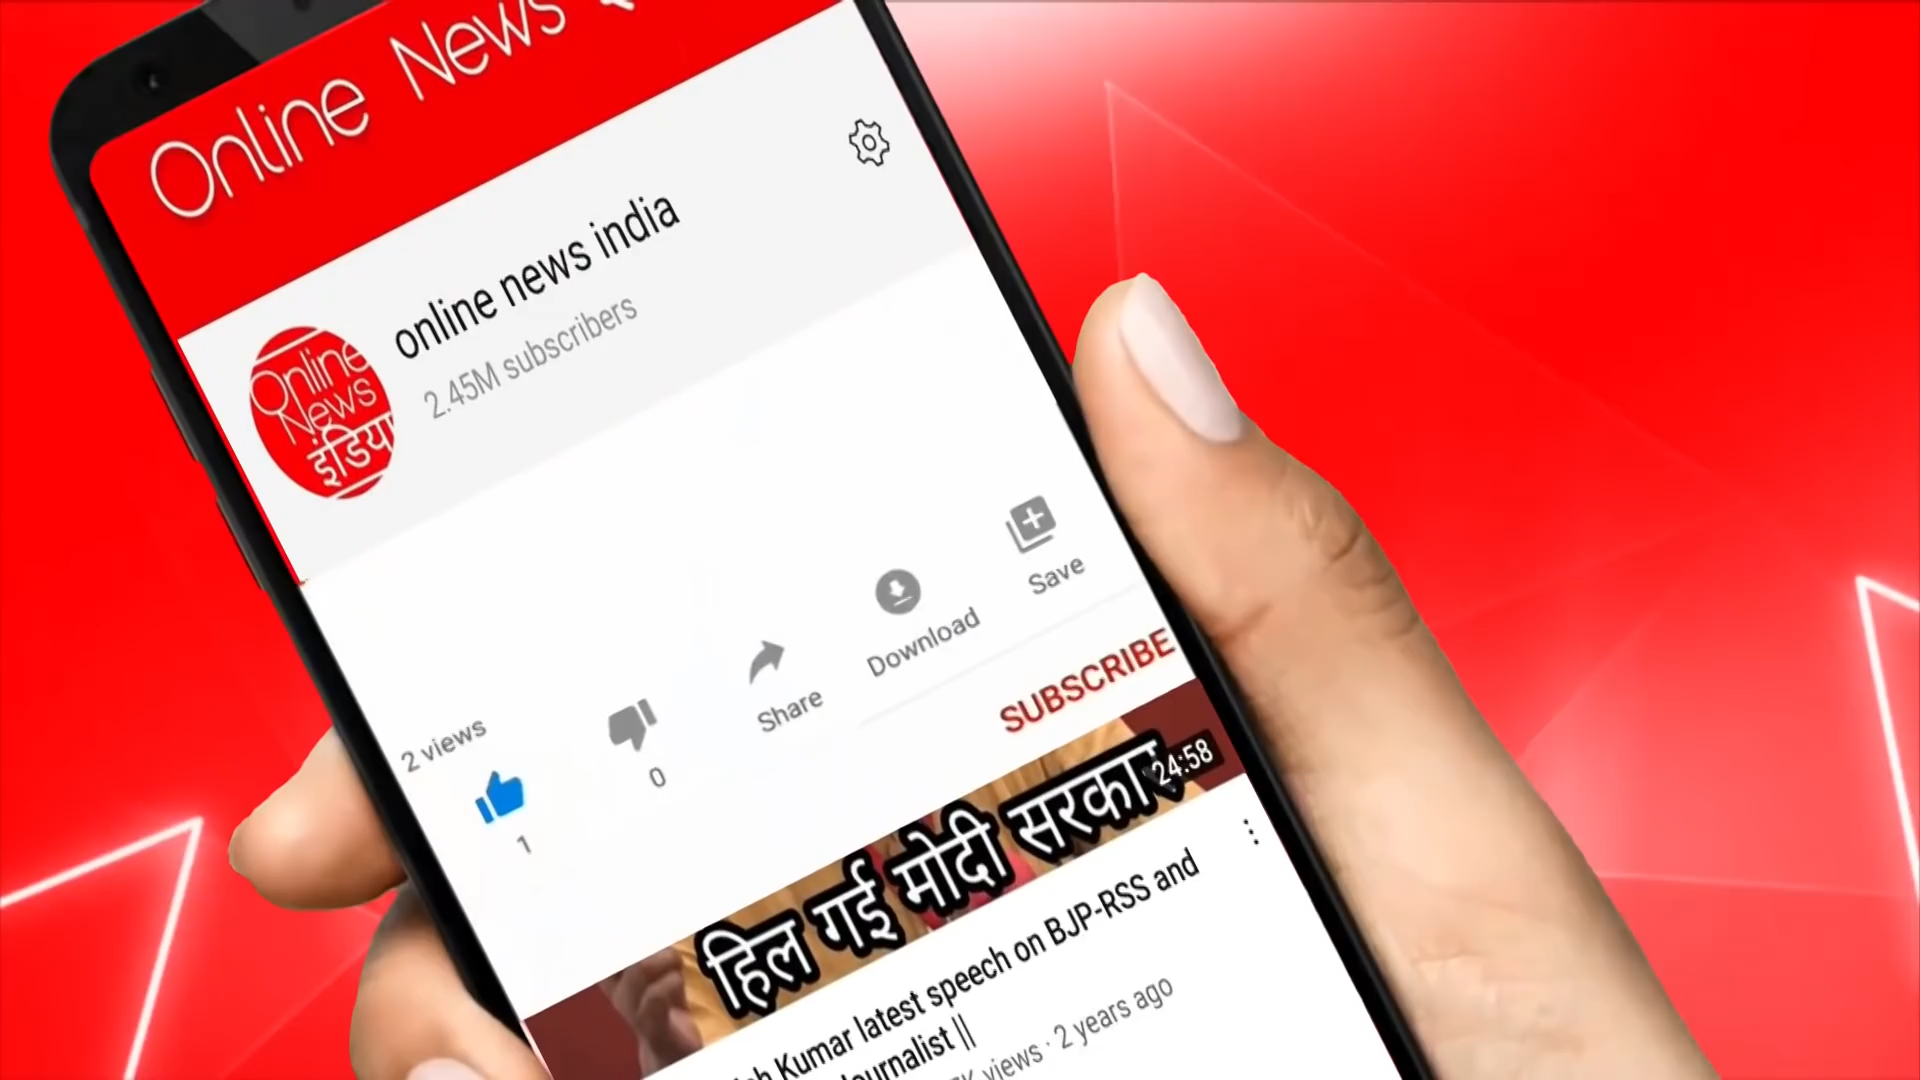 Online News
online news india
2.45M subscribers
Online
News
इंडिया
Save
Download
Share
2 views
0
1
SUBSCRIBE
हिल गई मोदी सरकार
24:58
Kumar latest speech on BJP-RSS and
Journalist ||
views · 2 years ago